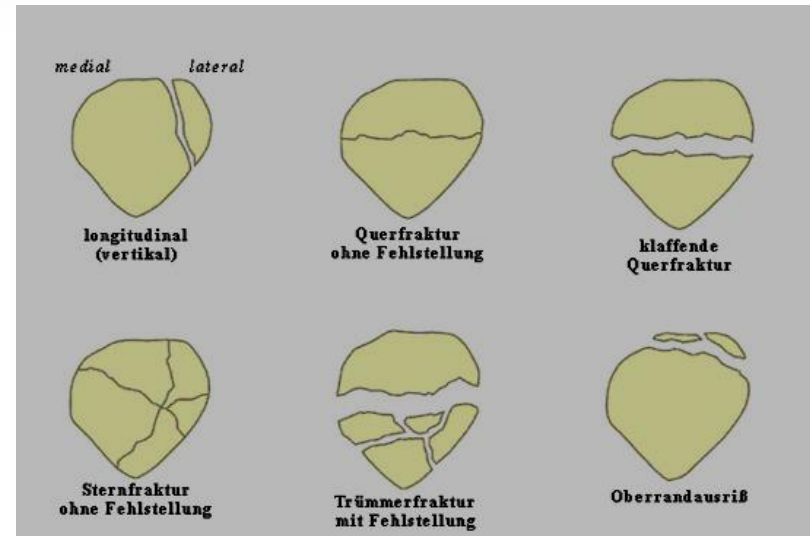 medial lateral
longitudinal
(vertikal)
Querfraktur
ohne Fehlstellung
klaffende
Querfraktur
Sternfraktur
ohne Fehlstellung
Trümmerfraktur
mit Fehlstellung
Oberrandausriß